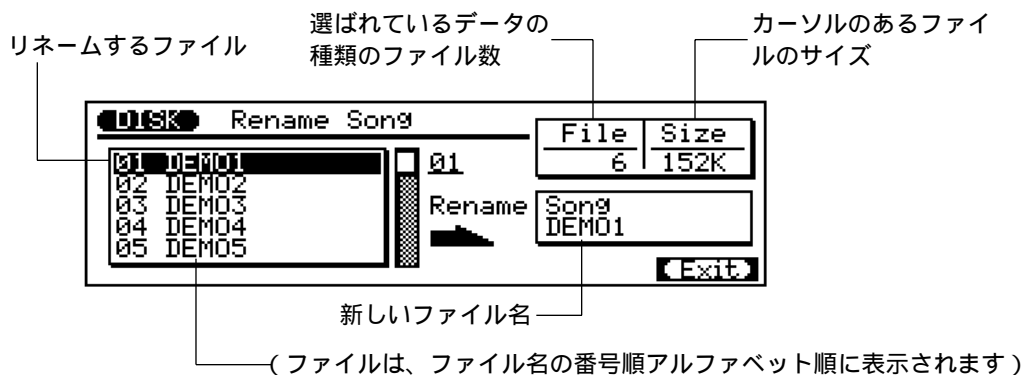 リネームするファイル
選ばれているデータの
種類のファイル数
カーソルのあるファイ
ルのサイズ
DISK Rename Song
File Size
6 152K
01 DEMO1
02 DEMO2
03 DEMO3
04 DEMO4
05 DEMO5
01
Rename
Song
DEMO1
Exit
新しいファイル名
(ファイルは、ファイル名の番号順アルファベット順に表示されます)